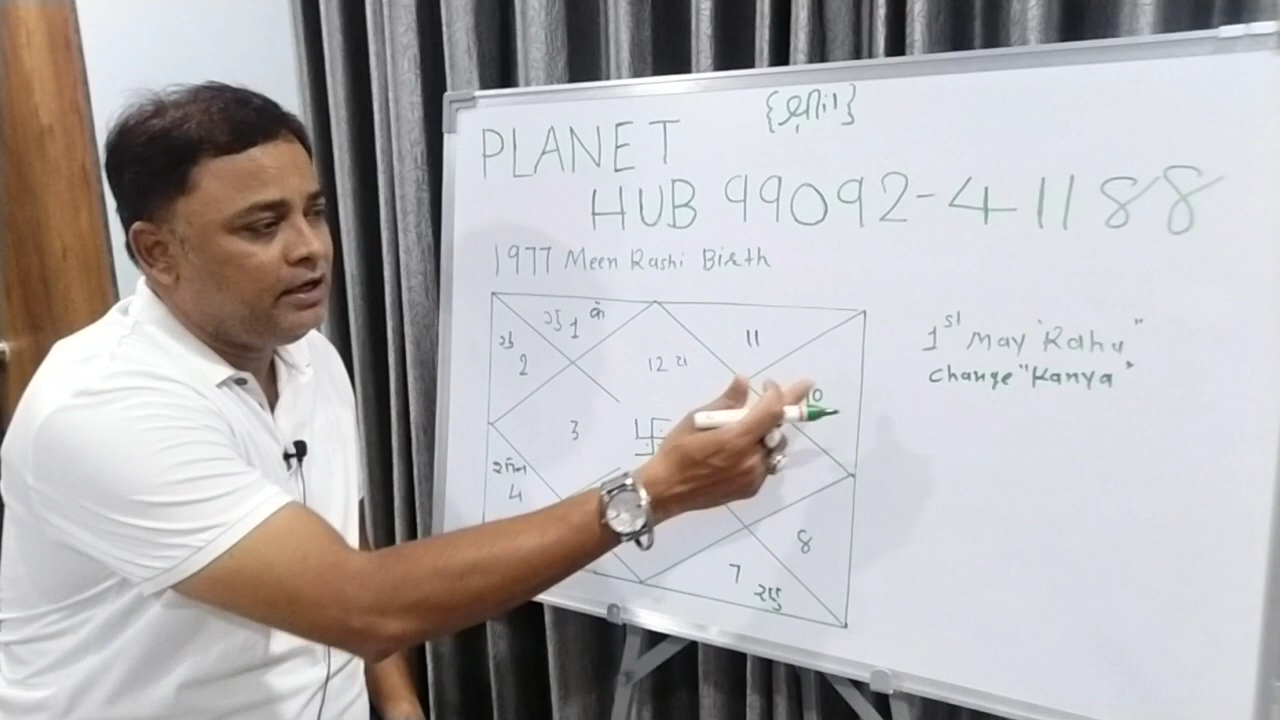 PLANET
HUB 99092-41188
1977 Meen Rashi Birth
1
2
12
11
10
3
4
8
7
1st May "Rahu"
Change "Kanya"